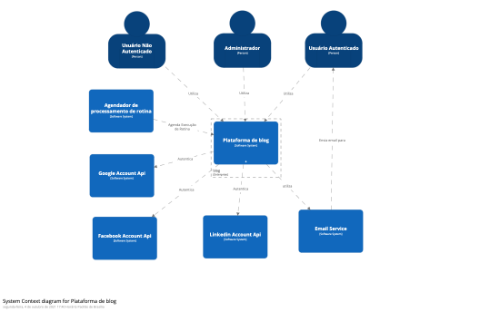 Usuário Não
Autenticado
[Person]
Administrador
[Person]
Usuário Autenticado
[Person]
Utiliza
Utiliza
Utiliza
Agendador de
processamento de rotina
[Software System]
Agenda Execução
de Rotina
Plataforma de blog
[Software System]
Envia email para
Google Account Api
[Software System]
Autentica
blog
[Enterprise]
Autentica
Autentica
utiliza
Facebook Account Api
[Software System]
LinkedIn Account Api
[Software System]
Email Service
[Software System]
System Context diagram for Plataforma de blog